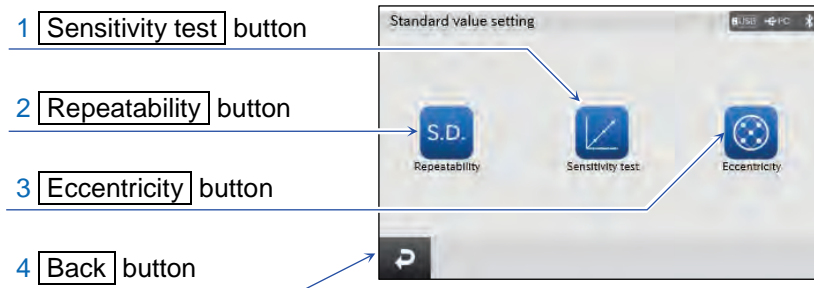 1 Sensitivity test button
Standard value setting
USB PC
2 Repeatability button
S.D.
Repeatability
Sensitivity test
Eccentricity
3 Eccentricity button
4 Back button